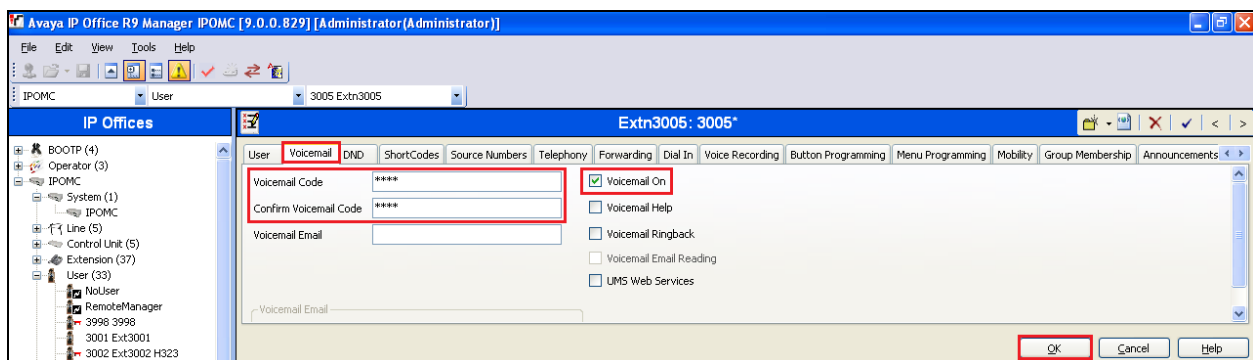 Avaya IP Office R9 Manager IPOMC [9.0.0.829] [Administrator(Administrator)]
File Edit View Tools Help
IPOMC User 3005 Extn3005
IP Offices
Extn3005: 3005*
BOOTP (4)
Operator (3)
IPOMC
System (1)
IPOMC
Line (5)
Control Unit (5)
Extension (37)
User (33)
NoUser
RemoteManager
3998 3998
3001 Ext3001
3002 Ext3002 H323
User Voicemail DND ShortCodes Source Numbers Telephony Forwarding Dial In Voice Recording Button Programming Menu Programming Mobility Group Membership Announcements
Voicemail Code **** Voicemail On
Confirm Voicemail Code **** Voicemail Help
Voicemail Email Voicemail Ringback
Voicemail Email Reading
UMS Web Services
Voicemail Email
OK Cancel Help